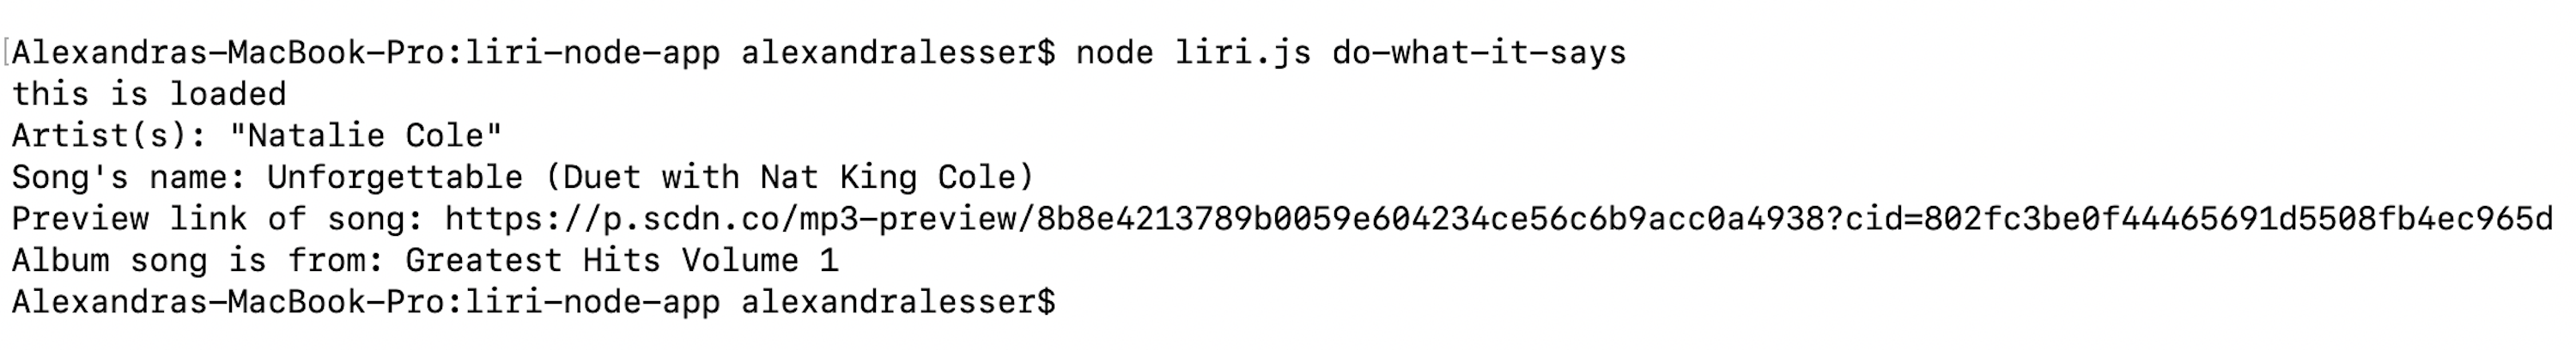 [Alexandras-MacBook-Pro:liri-node-app alexandralesser$ node liri.js do-what-it-says
this is loaded
Artist(s): "Natalie Cole"
Song's name: Unforgettable (Duet with Nat King Cole)
Preview link of song: https://p.scdn.co/mp3-preview/8b8e4213789b0059e604234ce56c6b9acc0a4938?cid=802fc3be0f44465691d5508fb4ec965d
Album song is from: Greatest Hits Volume 1
Alexandras-MacBook-Pro:liri-node-app alexandralesser$